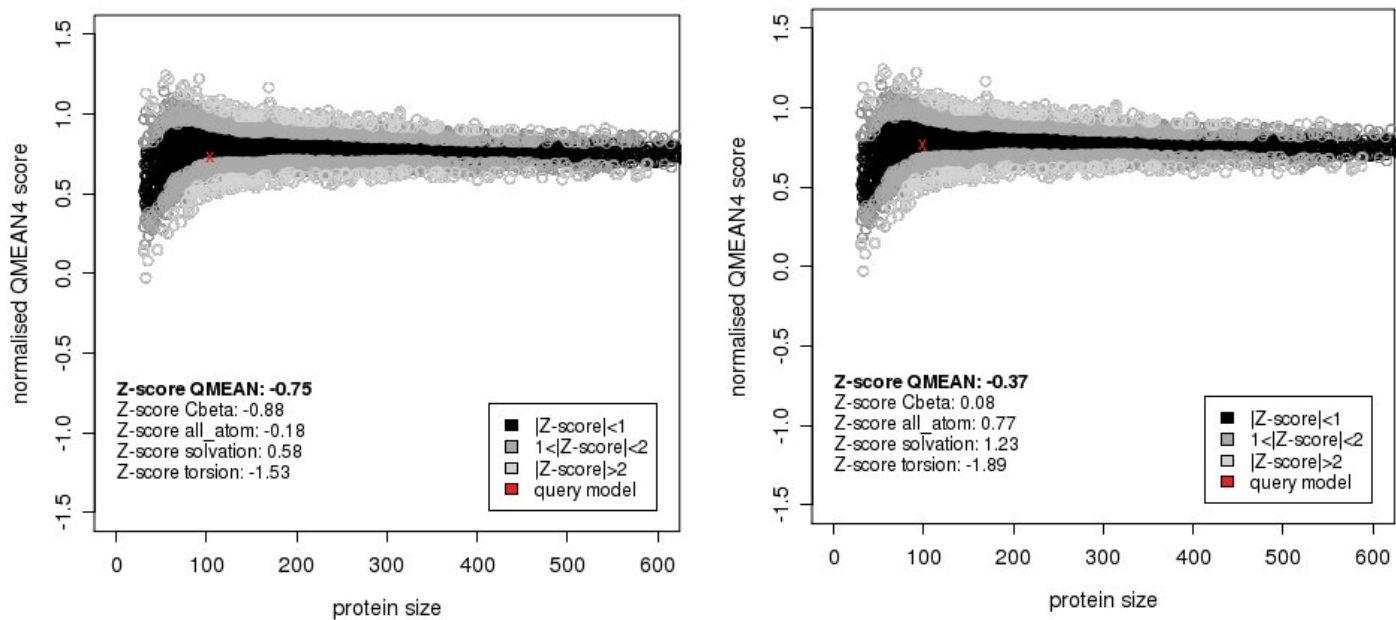 1.5
1.0
0.5
0.0
-0.5
-1.0
-1.5
normalised QMEAN4 score
Z-score QMEAN: -0.75
Z-score Cbeta: -0.88
Z-score all_atom: -0.18
Z-score solvation: 0.58
Z-score torsion: -1.53
|Z-score|<1
1<|Z-score|<2
|Z-score|>2
query model
0 100 200 300 400 500 600
protein size
1.5
1.0
0.5
0.0
-0.5
-1.0
-1.5
normalised QMEAN4 score
Z-score QMEAN: -0.37
Z-score Cbeta: 0.08
Z-score all_atom: 0.77
Z-score solvation: 1.23
Z-score torsion: -1.89
|Z-score|<1
1<|Z-score|<2
|Z-score|>2
query model
0 100 200 300 400 500 600
protein size